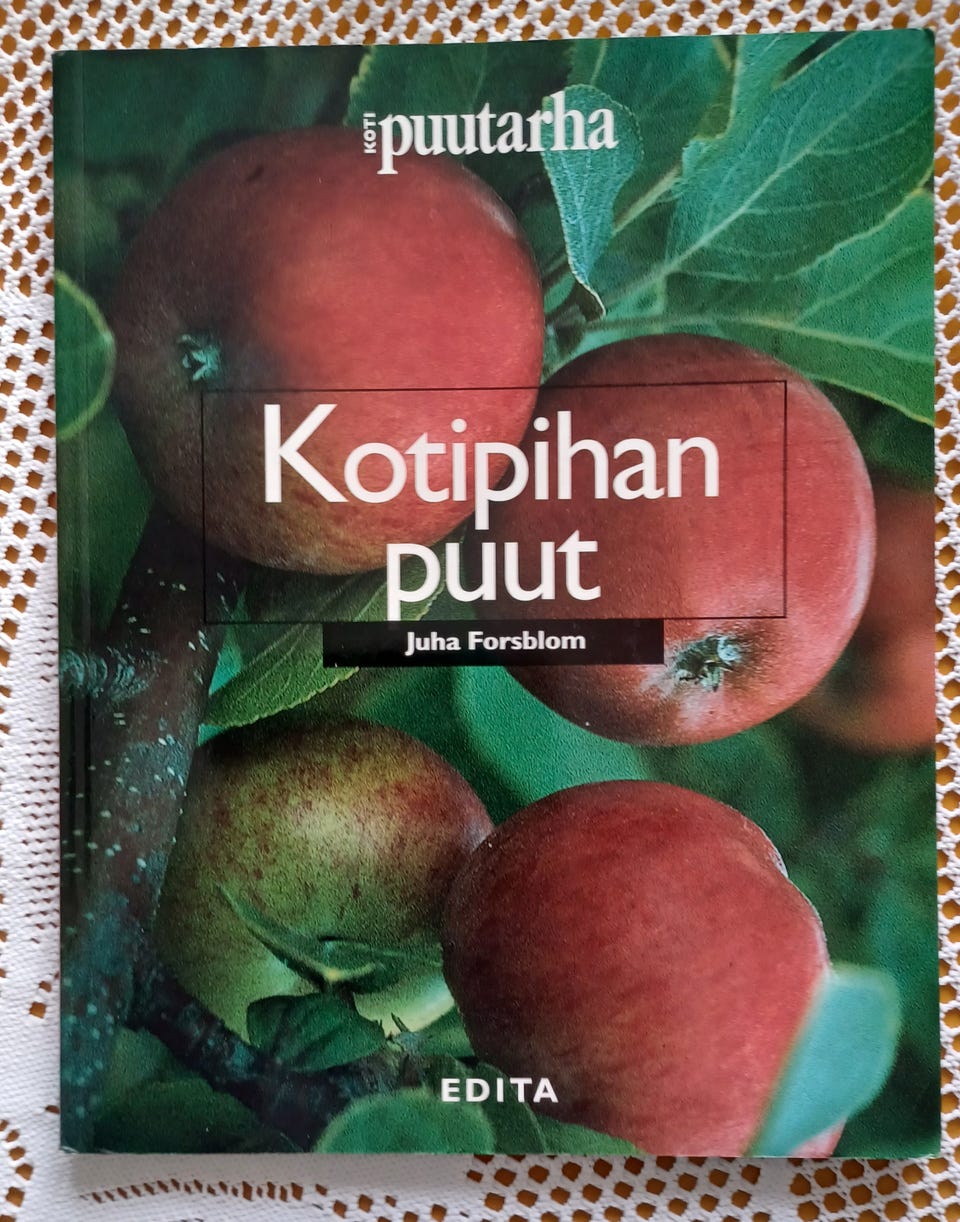 KOTI puutarha
Kotipihan
puut
Juha Forsblom
EDITA